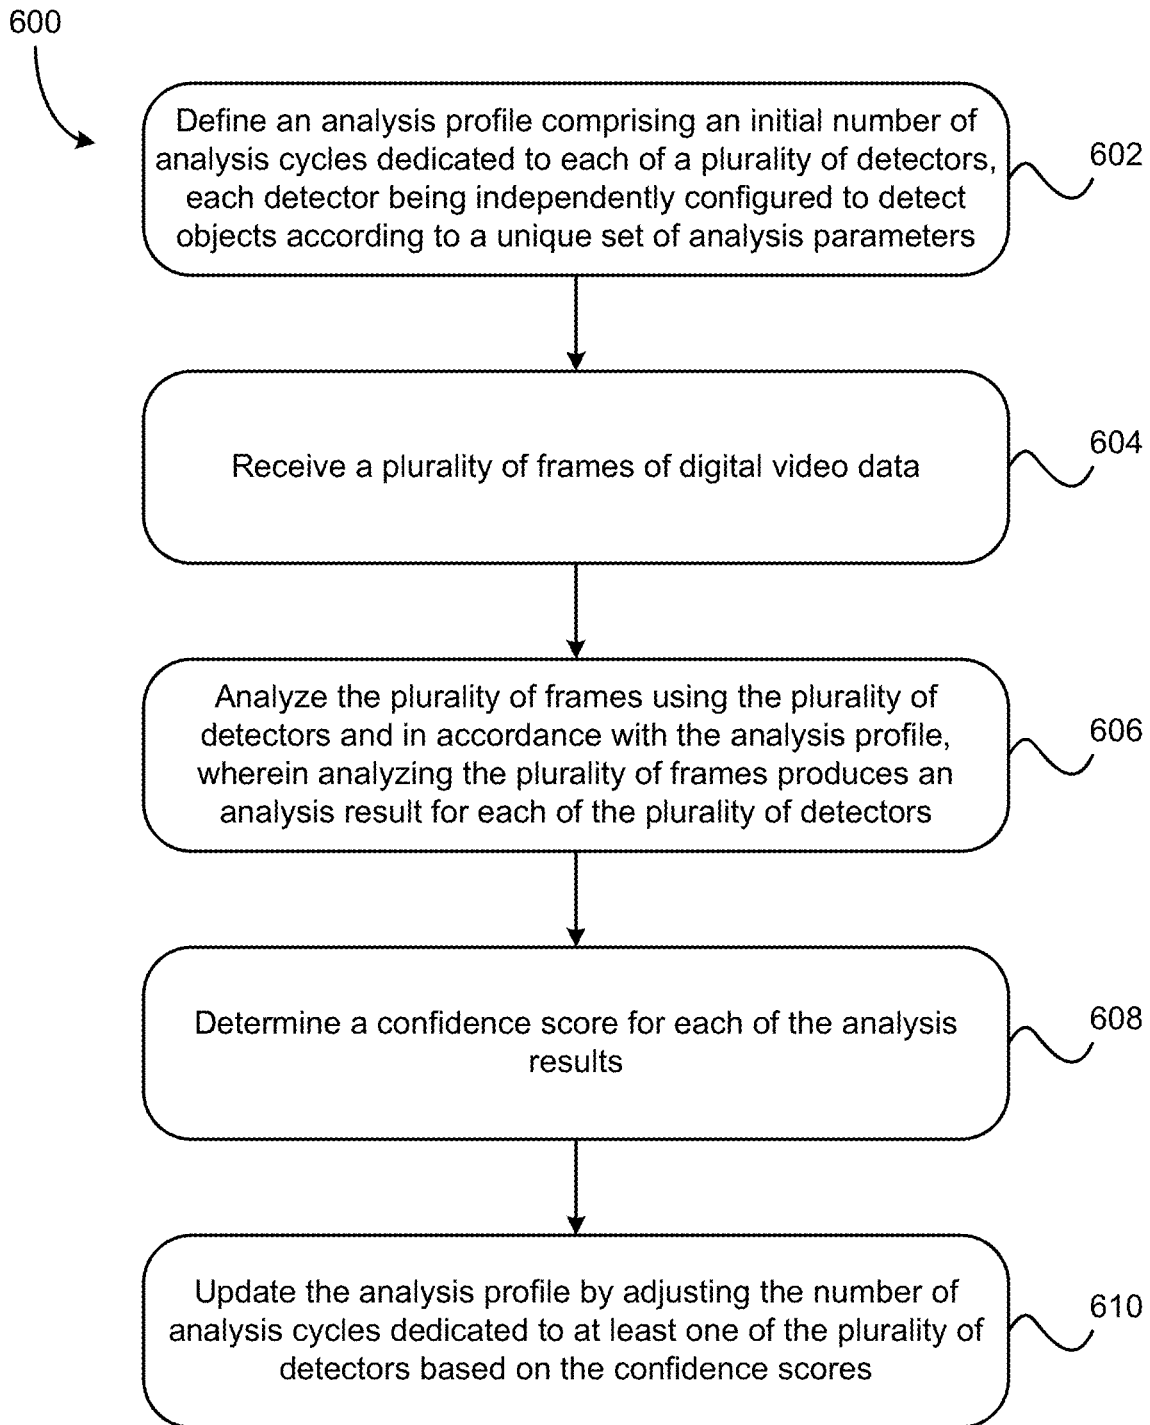 600
Define an analysis profile comprising an initial number of
analysis cycles dedicated to each of a plurality of detectors,
each detector being independently configured to detect
objects according to a unique set of analysis parameters
602
Receive a plurality of frames of digital video data
604
Analyze the plurality of frames using the plurality of
detectors and in accordance with the analysis profile,
wherein analyzing the plurality of frames produces an
analysis result for each of the plurality of detectors
606
Determine a confidence score for each of the analysis
results
608
Update the analysis profile by adjusting the number of
analysis cycles dedicated to at least one of the plurality of
detectors based on the confidence scores
610